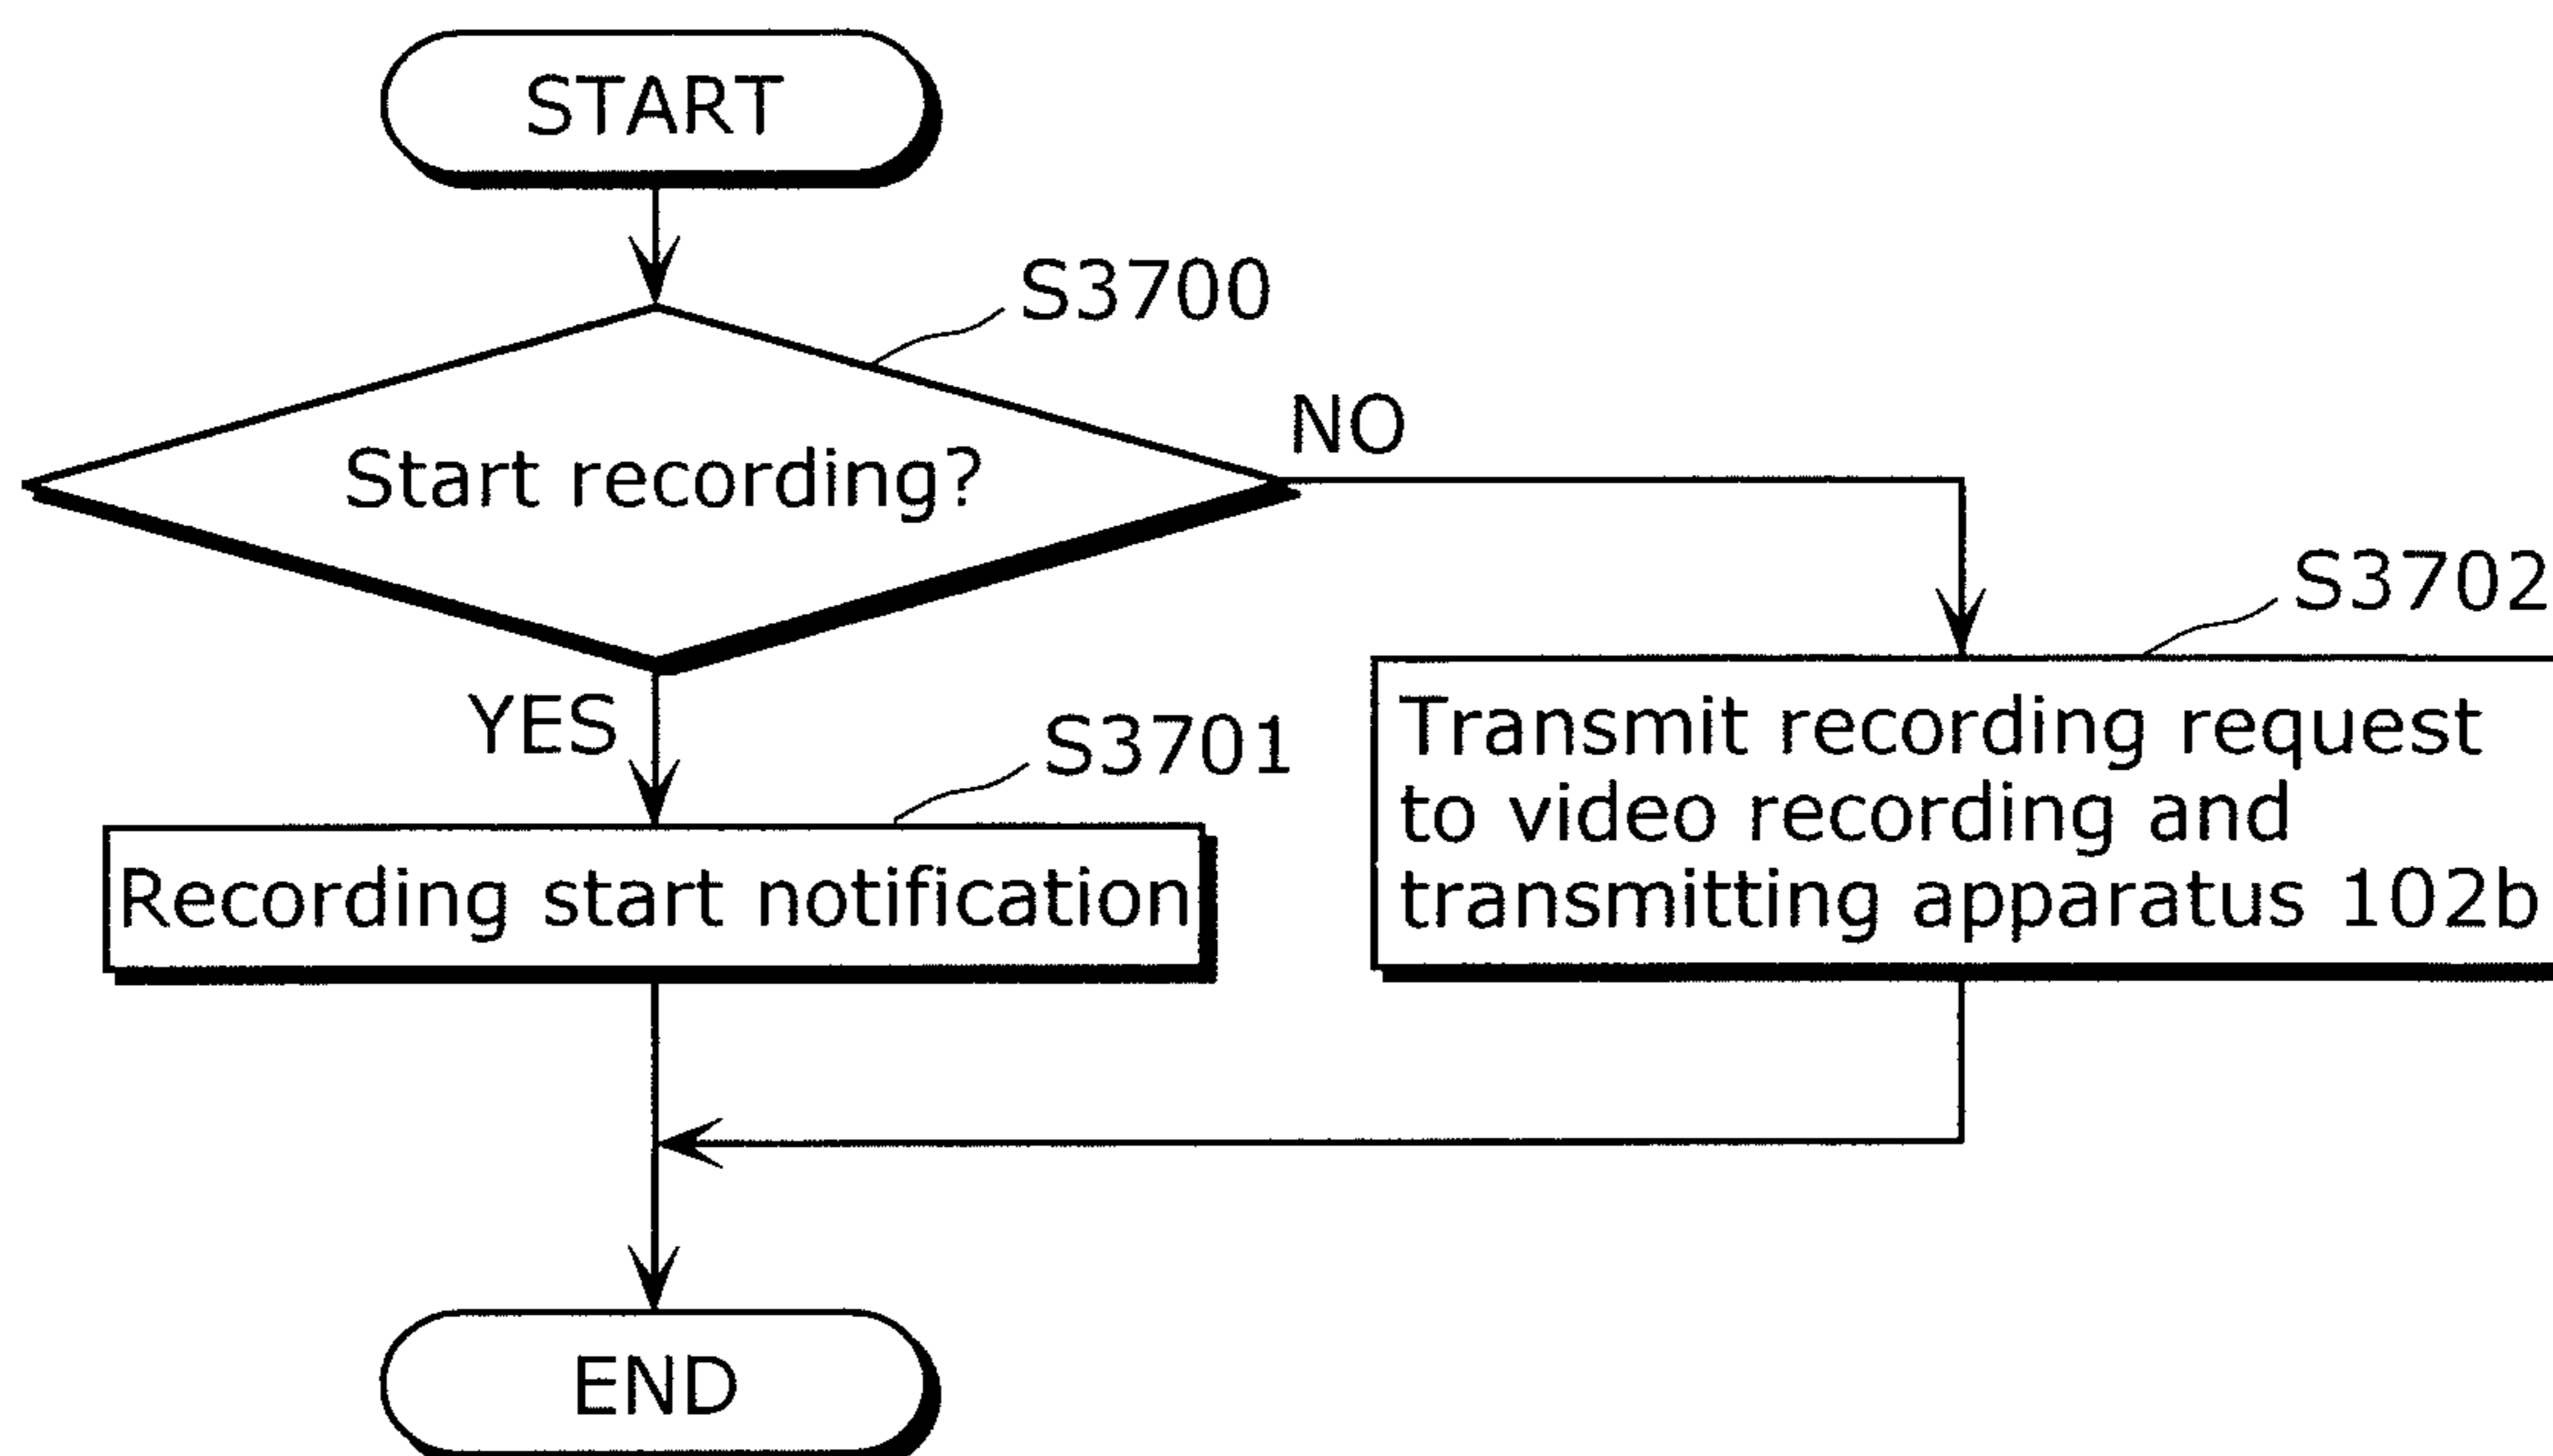 START
S3700
Start recording?
NO
YES
S3702
Transmit recording request
to video recording and
transmitting apparatus 102b
S3701
Recording start notification
END